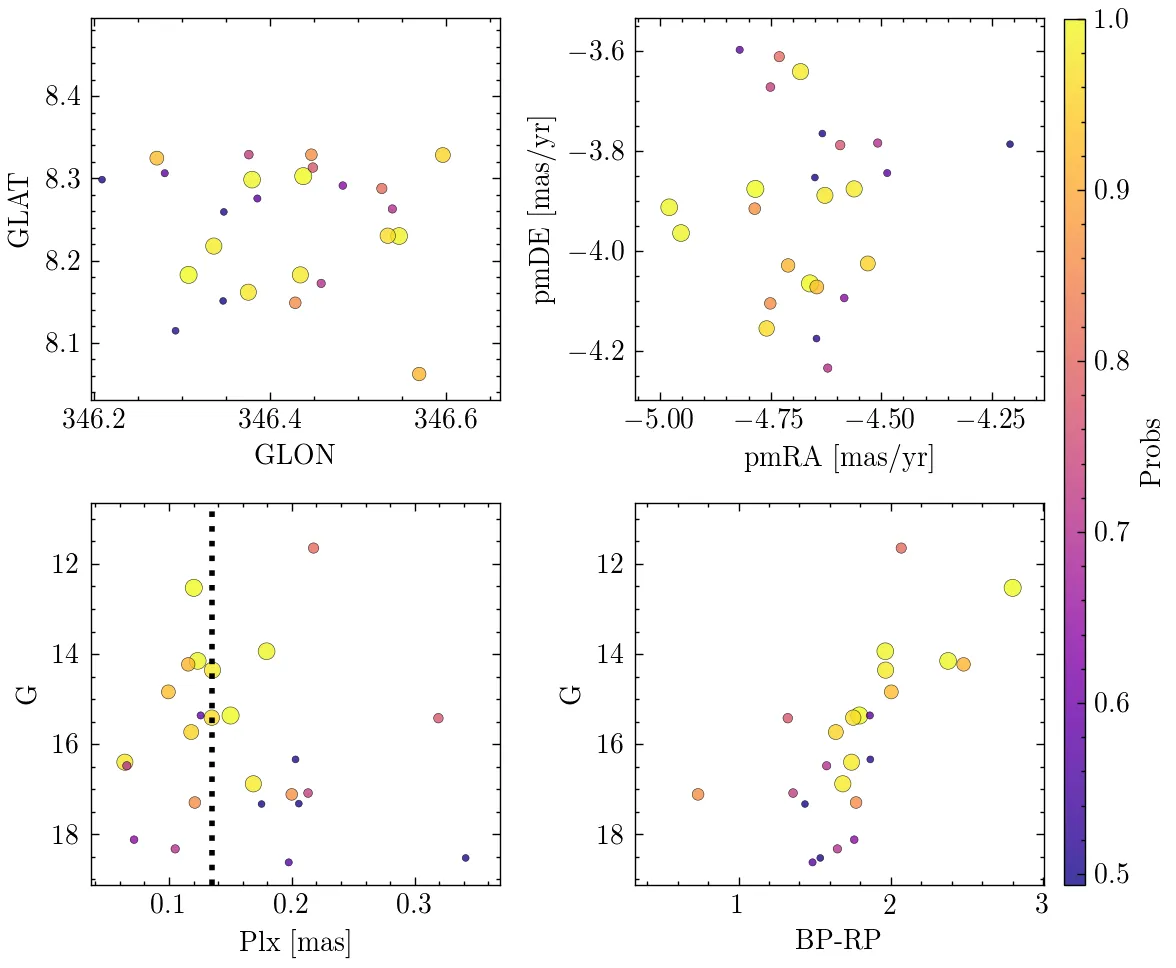 8.4
8.3
8.2
8.1
GLAT
346.2 346.4 346.6
GLON
−3.6
−3.8
−4.0
−4.2
pmDE [mas/yr]
−5.00 −4.75 −4.50 −4.25
pmRA [mas/yr]
12
14
16
18
G
0.1 0.2 0.3
Plx [mas]
12
14
16
18
G
1 2 3
BP-RP
1.0
0.9
0.8
0.7
0.6
0.5
Probs